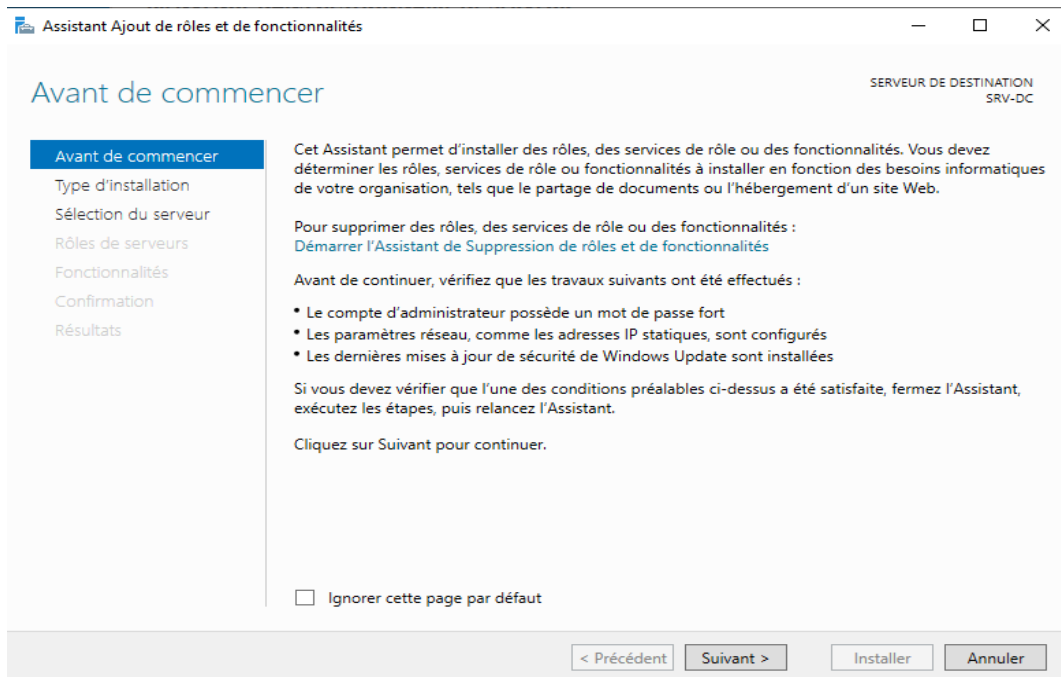 Assistant Ajout de rôles et de fonctionnalités
Avant de commencer
SERVEUR DE DESTINATION
SRV-DC
Avant de commencer
Type d'installation
Sélection du serveur
Rôles de serveurs
Fonctionnalités
Confirmation
Résultats
Cet Assistant permet d'installer des rôles, des services de rôle ou des fonctionnalités. Vous devez
déterminer les rôles, services de rôle ou fonctionnalités à installer en fonction des besoins informatiques
de votre organisation, tels que le partage de documents ou l'hébergement d'un site Web.
Pour supprimer des rôles, des services de rôle ou des fonctionnalités :
Démarrer l'Assistant de Suppression de rôles et de fonctionnalités
Avant de continuer, vérifiez que les travaux suivants ont été effectués :
• Le compte d'administrateur possède un mot de passe fort
• Les paramètres réseau, comme les adresses IP statiques, sont configurés
• Les dernières mises à jour de sécurité de Windows Update sont installées
Si vous devez vérifier que l'une des conditions préalables ci-dessus a été satisfaite, fermez l'Assistant,
exécutez les étapes, puis relancez l'Assistant.
Cliquez sur Suivant pour continuer.
Ignorer cette page par défaut
< Précédent Suivant > Installer Annuler